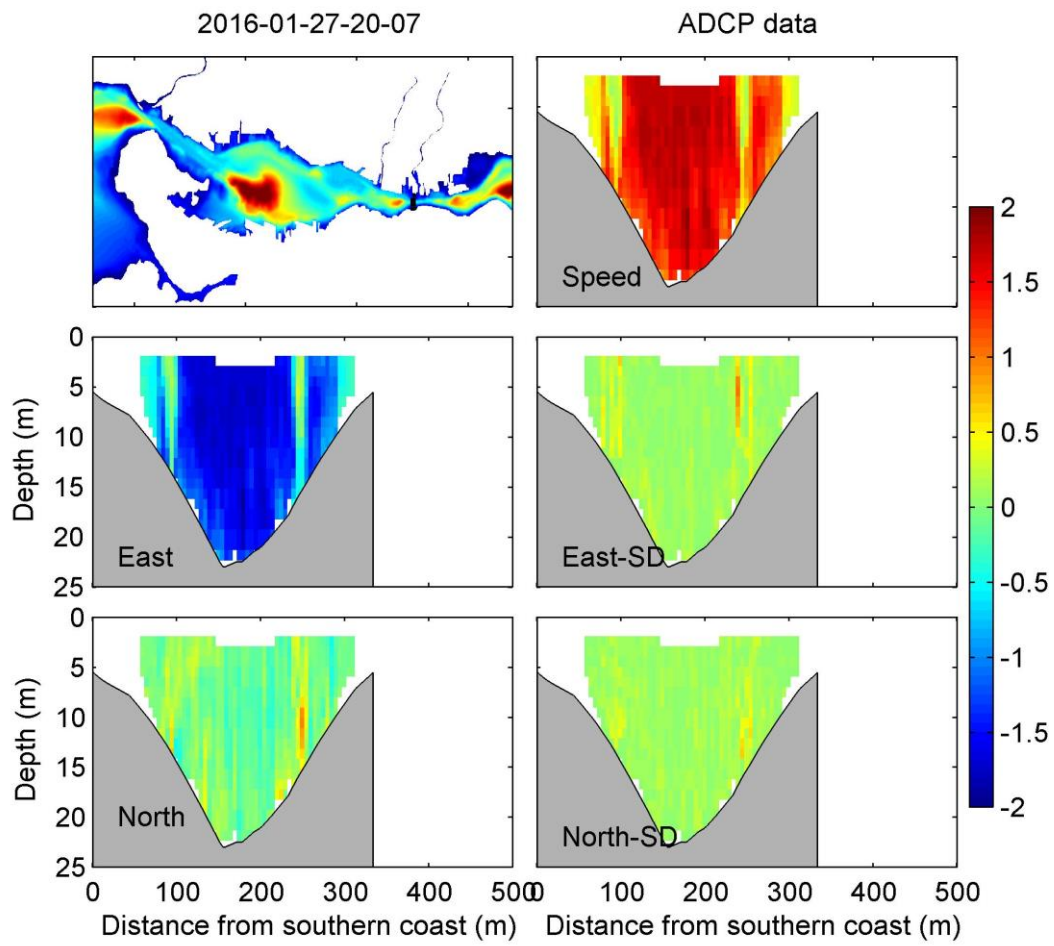 2016-01-27-20-07
ADCP data
Speed
2
1.5
1
0.5
0
-0.5
-1
-1.5
-2
0
5
10
15
20
25
Depth (m)
East
East-SD
0
5
10
15
20
25
Depth (m)
North
North-SD
0 100 200 300 400 500
0 100 200 300 400 500
Distance from southern coast (m)
Distance from southern coast (m)